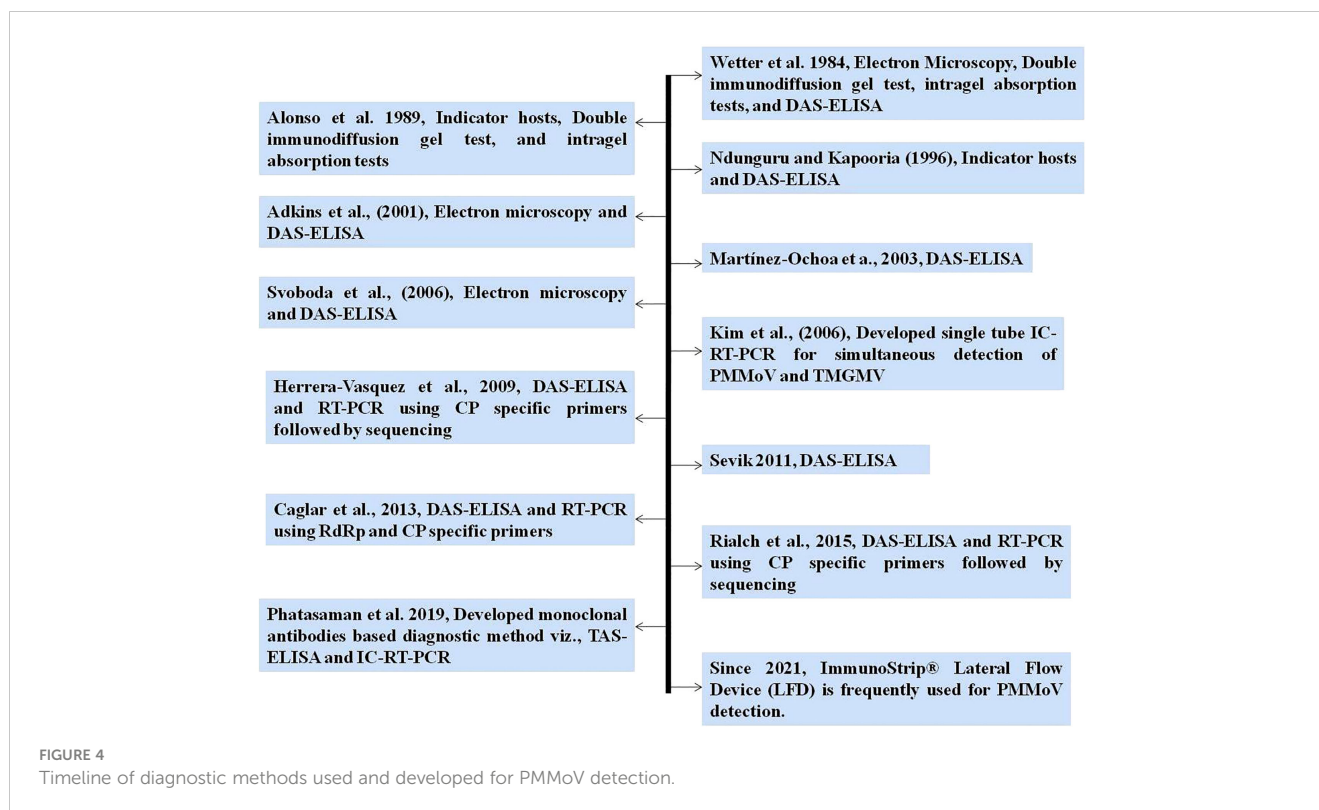 Wetter et al. 1984, Electron Microscopy, Double
immunodiffusion gel test, intragel absorption
tests, and DAS-ELISA
Alonso et al. 1989, Indicator hosts, Double
immunodiffusion gel test, and intragel
absorption tests
Ndunguru and Kapooria (1996), Indicator hosts
and DAS-ELISA
Adkins et al., (2001), Electron microscopy and
DAS-ELISA
Martínez-Ochoa et a., 2003, DAS-ELISA
Svoboda et al., (2006), Electron microscopy
and DAS-ELISA
Kim et al., (2006), Developed single tube IC-
RT-PCR for simultaneous detection of
PMMoV and TMGMV
Herrera-Vasquez et al., 2009, DAS-ELISA
and RT-PCR using CP specific primers
followed by sequencing
Sevik 2011, DAS-ELISA
Caglar et al., 2013, DAS-ELISA and RT-PCR
using RdRp and CP specific primers
Rialch et al., 2015, DAS-ELISA and RT-PCR
using CP specific primers followed by
sequencing
Phatasaman et al. 2019, Developed monoclonal
antibodies based diagnostic method viz., TAS-
ELISA and IC-RT-PCR
Since 2021, ImmunoStrip® Lateral Flow
Device (LFD) is frequently used for PMMoV
detection.
FIGURE 4
Timeline of diagnostic methods used and developed for PMMoV detection.